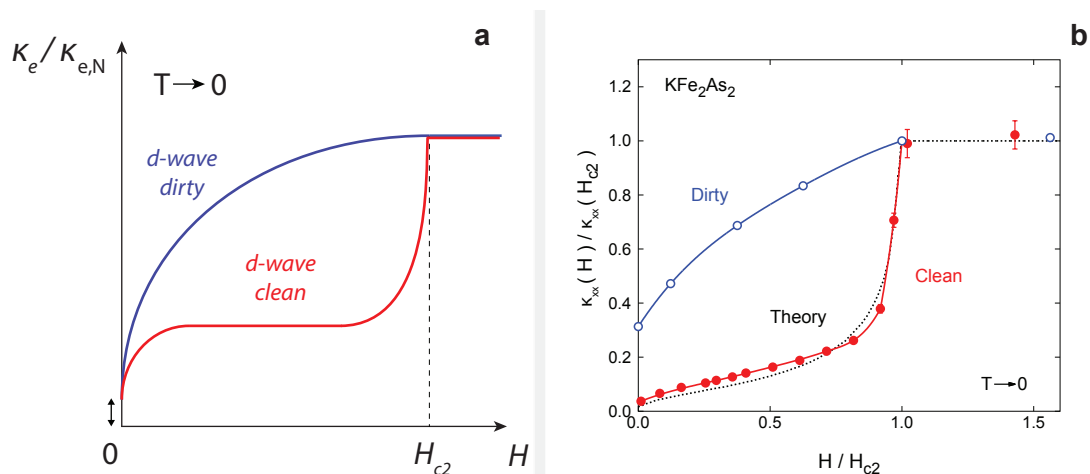 a
κe/κe,N
T→0
d-wave
dirty
d-wave
clean
0
Hc2
H
b
KFe2As2
κxx(H) / κxx(Hc2)
1.2
1.0
0.8
0.6
0.4
0.2
0.0
Dirty
Clean
Theory
T→0
0.0
0.5
1.0
1.5
H / Hc2